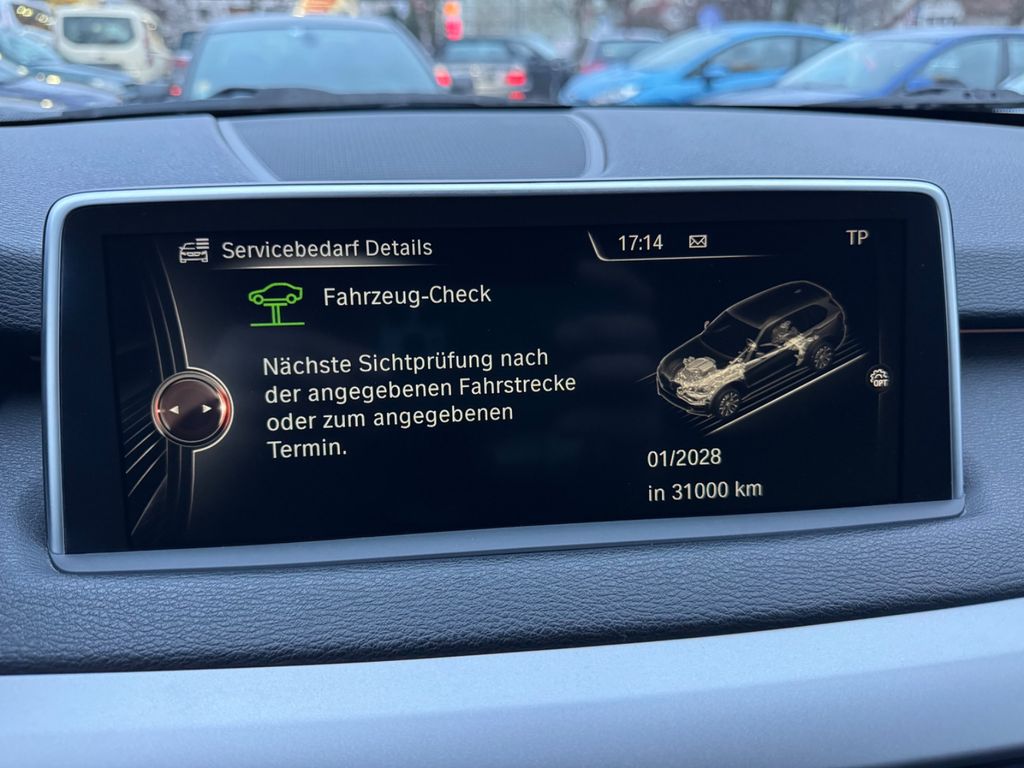 Servicebedarf Details
17:14
TP
Fahrzeug-Check
Nächste Sichtprüfung nach
der angegebenen Fahrstrecke
oder zum angegebenen
Termin.
OPT
01/2028
in 31000 km